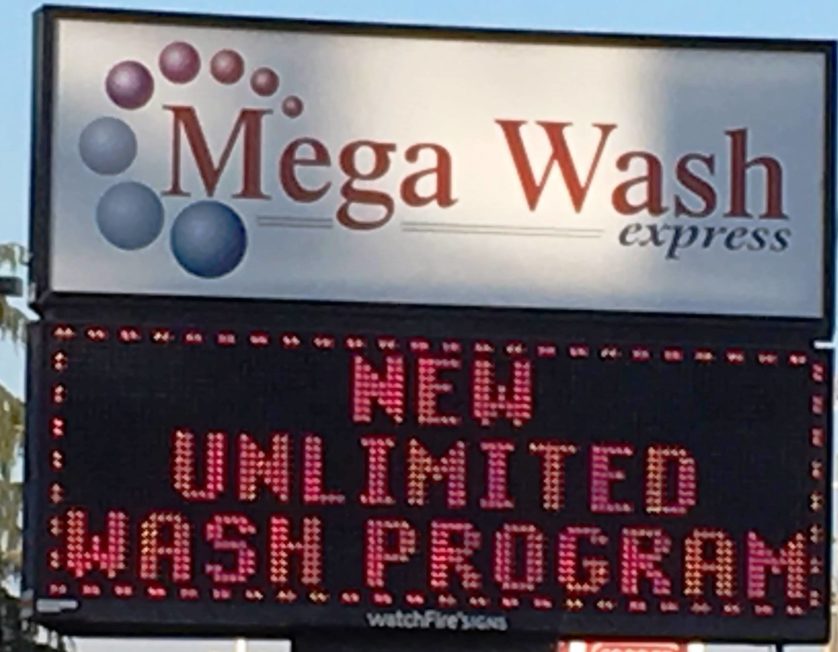 Mega Wash
express
NEW
UNLIMITED
WASH PROGRAM
watchFire SIGNS